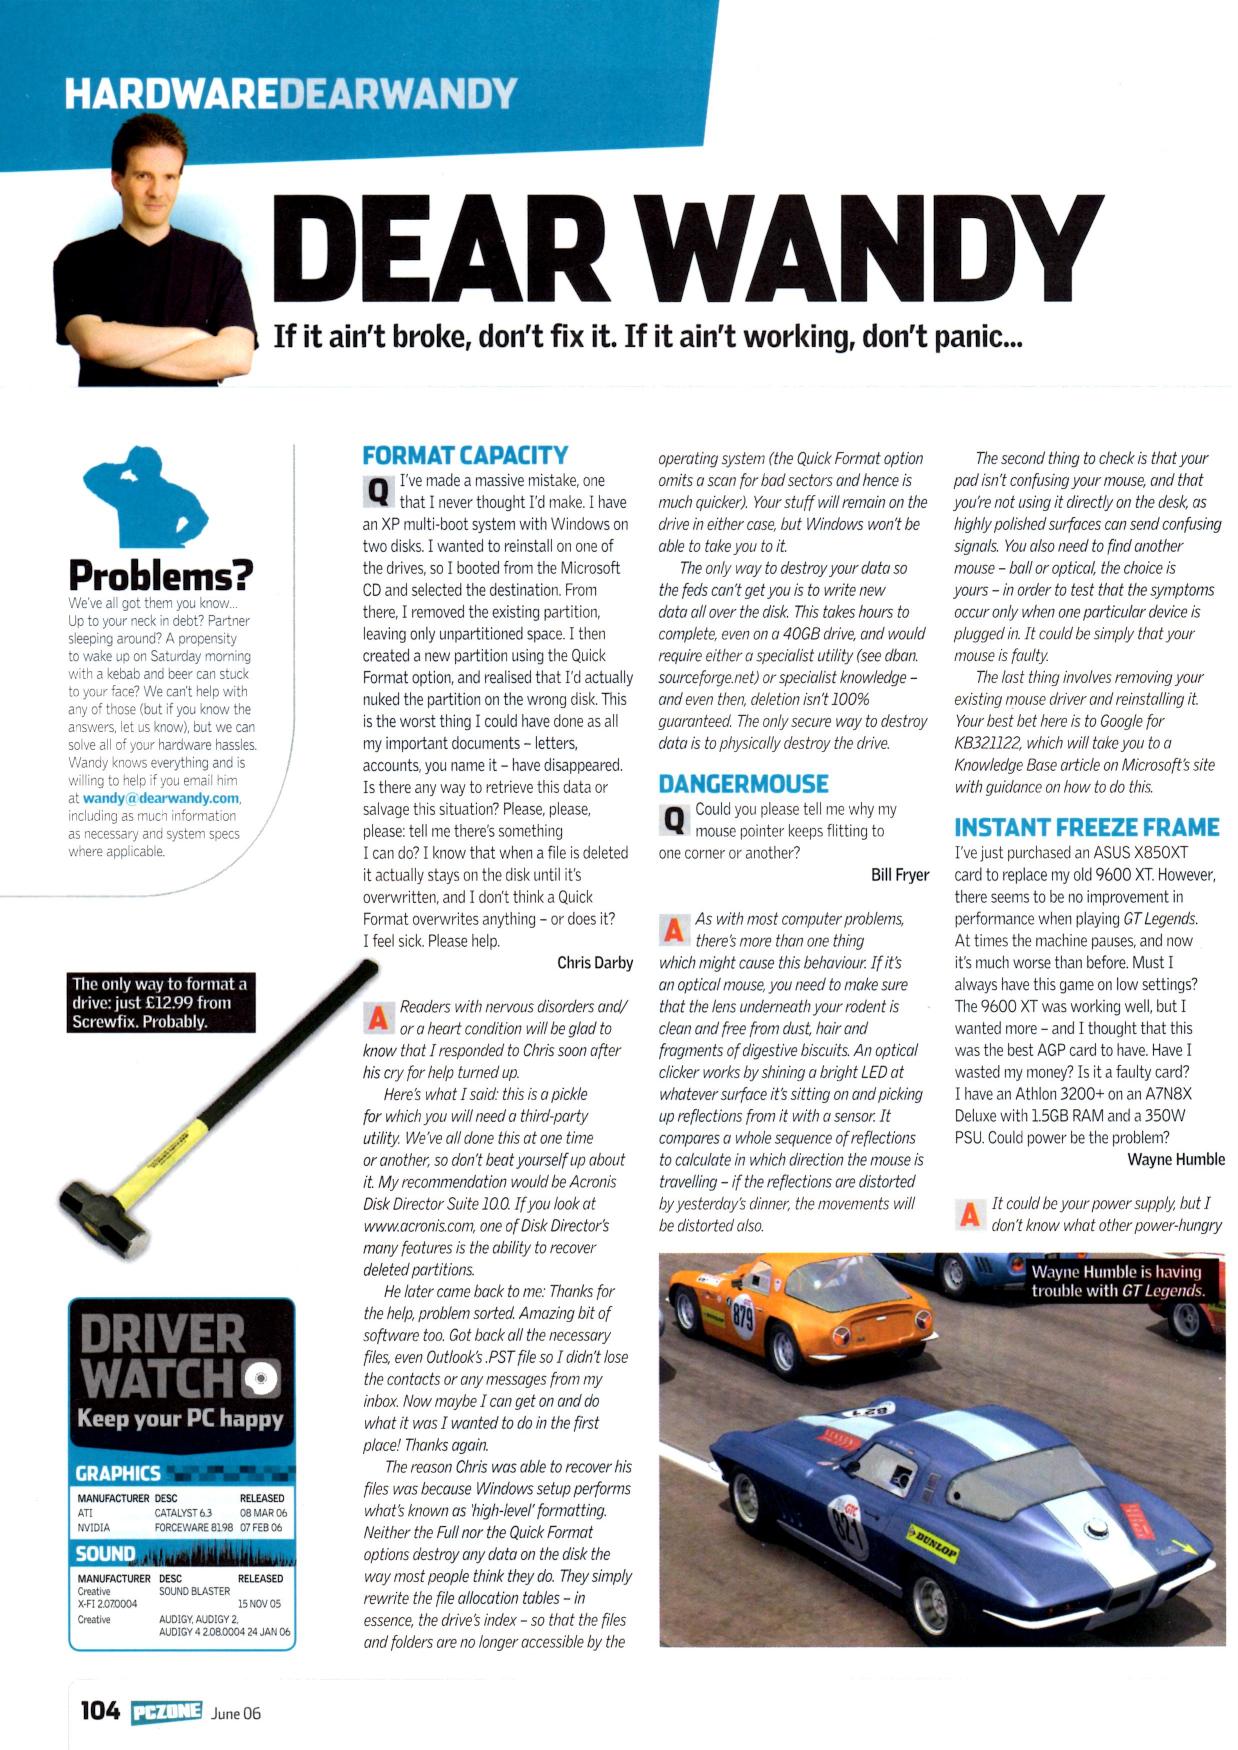 HARDWAREDEARWANDY
DEAR WANDY
If it ain't broke, don't fix it. If it ain't working, don't panic...
Problems?
We've all got them you know...
Up to your neck in debt? Partner
sleeping around? A propensity
to wake up on Saturday morning
with a kebab and beer can stuck
to your face? We can't help with
any of those (but if you know the
answers, let us know), but we can
solve all of your hardware hassles.
Wandy knows everything and is
willing to help if you email him
at wandy@dearwandy.com,
including as much information
as necessary and system specs
where applicable.
The only way to format a
drive: just £12.99 from
Screwfix. Probably.
DRIVER
WATCH
Keep your PC happy
GRAPHICS
MANUFACTURER DESC RELEASED
ATI CATALYST 6.3 08 MAR 06
NVIDIA FORCEWARE 81.98 07 FEB 06
SOUND
MANUFACTURER DESC RELEASED
Creative SOUND BLASTER
X-FI 2.07.0004 15 NOV 05
Creative AUDIGY, AUDIGY 2,
AUDIGY 4 2.08.0004 24 JAN 06
FORMAT CAPACITY
Q I've made a massive mistake, one
that I never thought I'd make. I have
an XP multi-boot system with Windows on
two disks. I wanted to reinstall on one of
the drives, so I booted from the Microsoft
CD and selected the destination. From
there, I removed the existing partition,
leaving only unpartitioned space. I then
created a new partition using the Quick
Format option, and realised that I'd actually
nuked the partition on the wrong disk. This
is the worst thing I could have done as all
my important documents – letters,
accounts, you name it – have disappeared.
Is there any way to retrieve this data or
salvage this situation? Please, please,
please: tell me there's something
I can do? I know that when a file is deleted
it actually stays on the disk until it's
overwritten, and I don't think a Quick
Format overwrites anything – or does it?
I feel sick. Please help.
Chris Darby
A Readers with nervous disorders and/
or a heart condition will be glad to
know that I responded to Chris soon after
his cry for help turned up.
Here's what I said: this is a pickle
for which you will need a third-party
utility. We've all done this at one time
or another, so don't beat yourself up about
it. My recommendation would be Acronis
Disk Director Suite 10.0. If you look at
www.acronis.com, one of Disk Director's
many features is the ability to recover
deleted partitions.
He later came back to me: Thanks for
the help, problem sorted. Amazing bit of
software too. Got back all the necessary
files, even Outlook's .PST file so I didn't lose
the contacts or any messages from my
inbox. Now maybe I can get on and do
what it was I wanted to do in the first
place! Thanks again.
The reason Chris was able to recover his
files was because Windows setup performs
what's known as 'high-level' formatting.
Neither the Full nor the Quick Format
options destroy any data on the disk the
way most people think they do. They simply
rewrite the file allocation tables – in
essence, the drive's index – so that the files
and folders are no longer accessible by the
operating system (the Quick Format option
omits a scan for bad sectors and hence is
much quicker). Your stuff will remain on the
drive in either case, but Windows won't be
able to take you to it.
The only way to destroy your data so
the feds can't get you is to write new
data all over the disk. This takes hours to
complete, even on a 40GB drive, and would
require either a specialist utility (see dban.
sourceforge.net) or specialist knowledge –
and even then, deletion isn't 100%
guaranteed. The only secure way to destroy
data is to physically destroy the drive.
DANGERMOUSE
Q Could you please tell me why my
mouse pointer keeps flitting to
one corner or another?
Bill Fryer
A As with most computer problems,
there's more than one thing
which might cause this behaviour. If it's
an optical mouse, you need to make sure
that the lens underneath your rodent is
clean and free from dust, hair and
fragments of digestive biscuits. An optical
clicker works by shining a bright LED at
whatever surface it's sitting on and picking
up reflections from it with a sensor. It
compares a whole sequence of reflections
to calculate in which direction the mouse is
travelling – if the reflections are distorted
by yesterday's dinner, the movements will
be distorted also.
The second thing to check is that your
pad isn't confusing your mouse, and that
you're not using it directly on the desk, as
highly polished surfaces can send confusing
signals. You also need to find another
mouse – ball or optical, the choice is
yours – in order to test that the symptoms
occur only when one particular device is
plugged in. It could be simply that your
mouse is faulty.
The last thing involves removing your
existing mouse driver and reinstalling it.
Your best bet here is to Google for
KB321122, which will take you to a
Knowledge Base article on Microsoft's site
with guidance on how to do this.
INSTANT FREEZE FRAME
I've just purchased an ASUS X850XT
card to replace my old 9600 XT. However,
there seems to be no improvement in
performance when playing GT Legends.
At times the machine pauses, and now
it's much worse than before. Must I
always have this game on low settings?
The 9600 XT was working well, but I
wanted more – and I thought that this
was the best AGP card to have. Have I
wasted my money? Is it a faulty card?
I have an Athlon 3200+ on an A7N8X
Deluxe with 1.5GB RAM and a 350W
PSU. Could power be the problem?
Wayne Humble
A It could be your power supply, but I
don't know what other power-hungry
Wayne Humble is having
trouble with GT Legends.
879
821
GTC
821
DUNLOP
104 PCZONE June 06